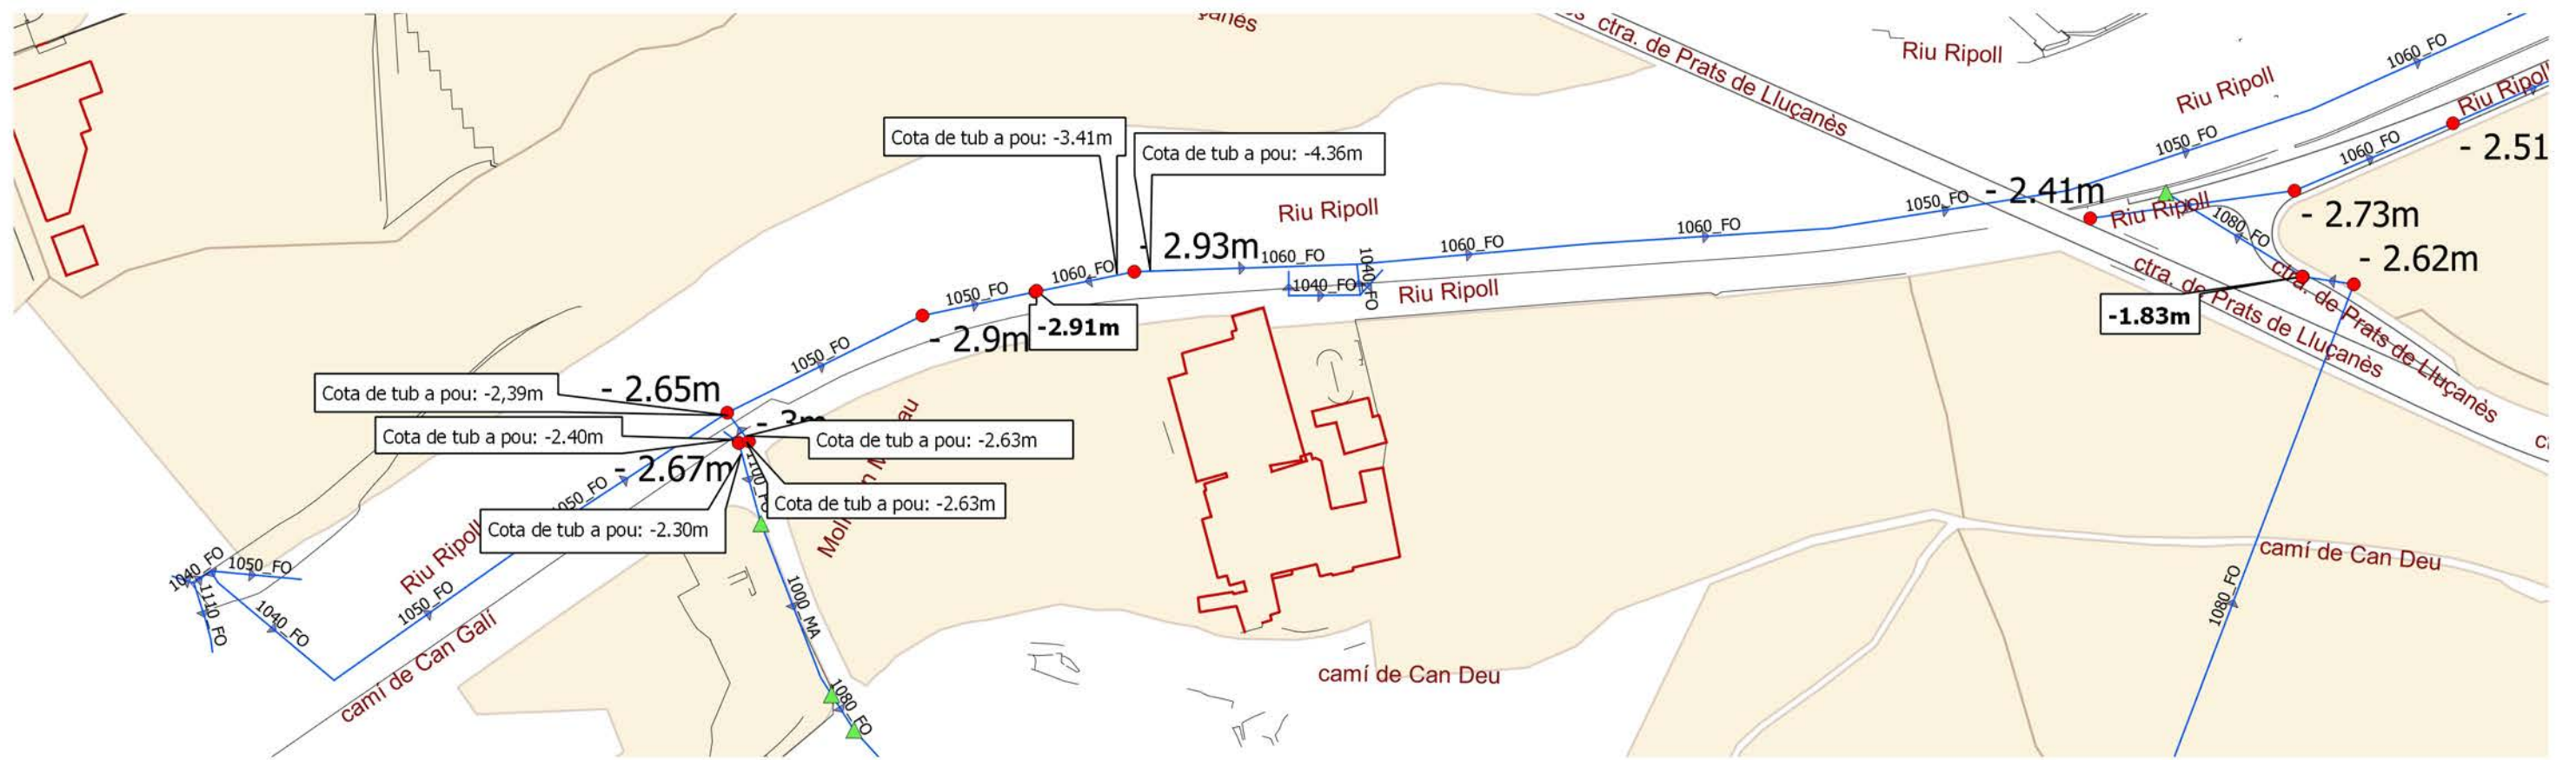 çanès
ctra. de Prats de Lluçanès
Riu Ripoll
1060_FO
Riu Ripoll
Riu Ripoll
- 2.51
1050_FO
1060_FO
Cota de tub a pou: -3.41m
Cota de tub a pou: -4.36m
Riu Ripoll
1050_FO
- 2.41m
Riu Ripoll
1080_FO
- 2.73m
- 2.62m
- 2.93m
1060_FO
1060_FO
1060_FO
1060_FO
1040_FO
1040_FO
Riu Ripoll
1050_FO
ctra. de Prats de Lluçanès
ctra. de Prats de Lluçanès
-1.83m
- 2.9m
-2.91m
1050_FO
Cota de tub a pou: -2,39m
- 2.65m
- 3m
Cota de tub a pou: -2.40m
Cota de tub a pou: -2.63m
- 2.67m
1100_FO
1050_FO
Cota de tub a pou: -2.63m
Cota de tub a pou: -2.30m
Riu Ripoll
1040_FO
1050_FO
1110_FO
1040_FO
1050_FO
1000_MA
camí de Can Galí
1080_FO
camí de Can Deu
camí de Can Deu
1080_FO